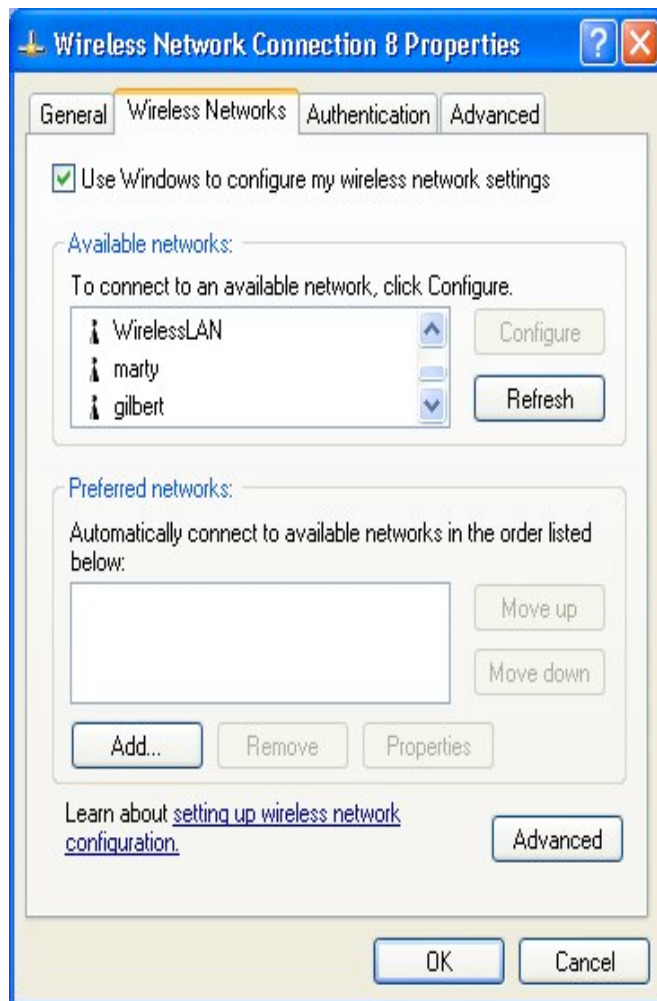 Wireless Network Connection 8 Properties
General Wireless Networks Authentication Advanced
Use Windows to configure my wireless network settings
Available networks:
To connect to an available network, click Configure.
WirelessLAN
marty
gilbert
Configure
Refresh
Preferred networks:
Automatically connect to available networks in the order listed
below:
Move up
Move down
Add... Remove Properties
Learn about setting up wireless network
configuration.
Advanced
OK Cancel